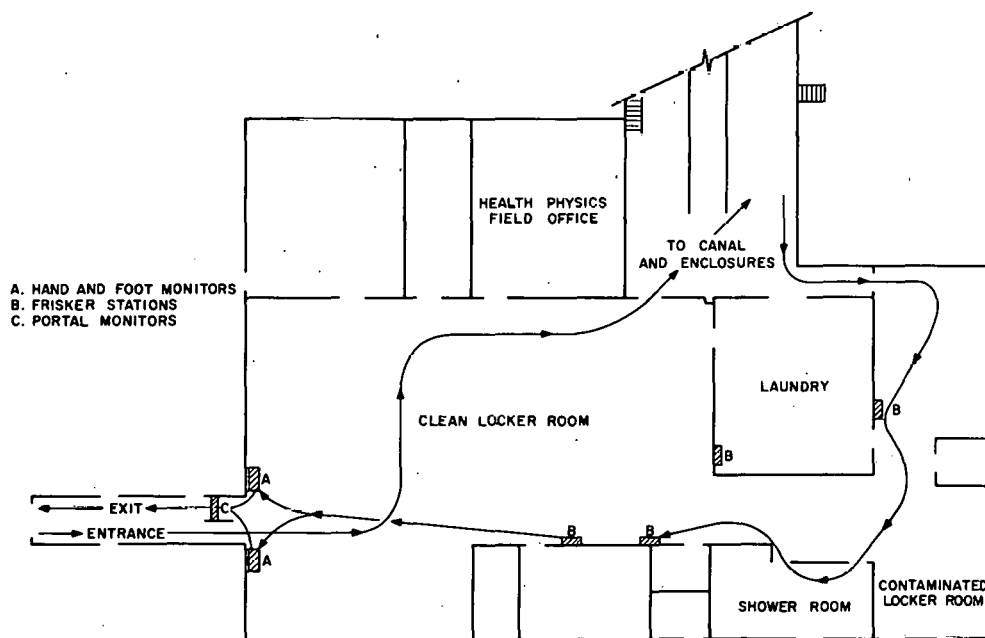 HEALTH PHYSICS
FIELD OFFICE
TO CANAL
AND ENCLOSURES
A. HAND AND FOOT MONITORS
B. FRISKER STATIONS
C. PORTAL MONITORS
LAUNDRY
CLEAN LOCKER ROOM
B
B
A
EXIT
C
ENTRANCE
B
B
A
CONTAMINATED
LOCKER ROOM
SHOWER ROOM